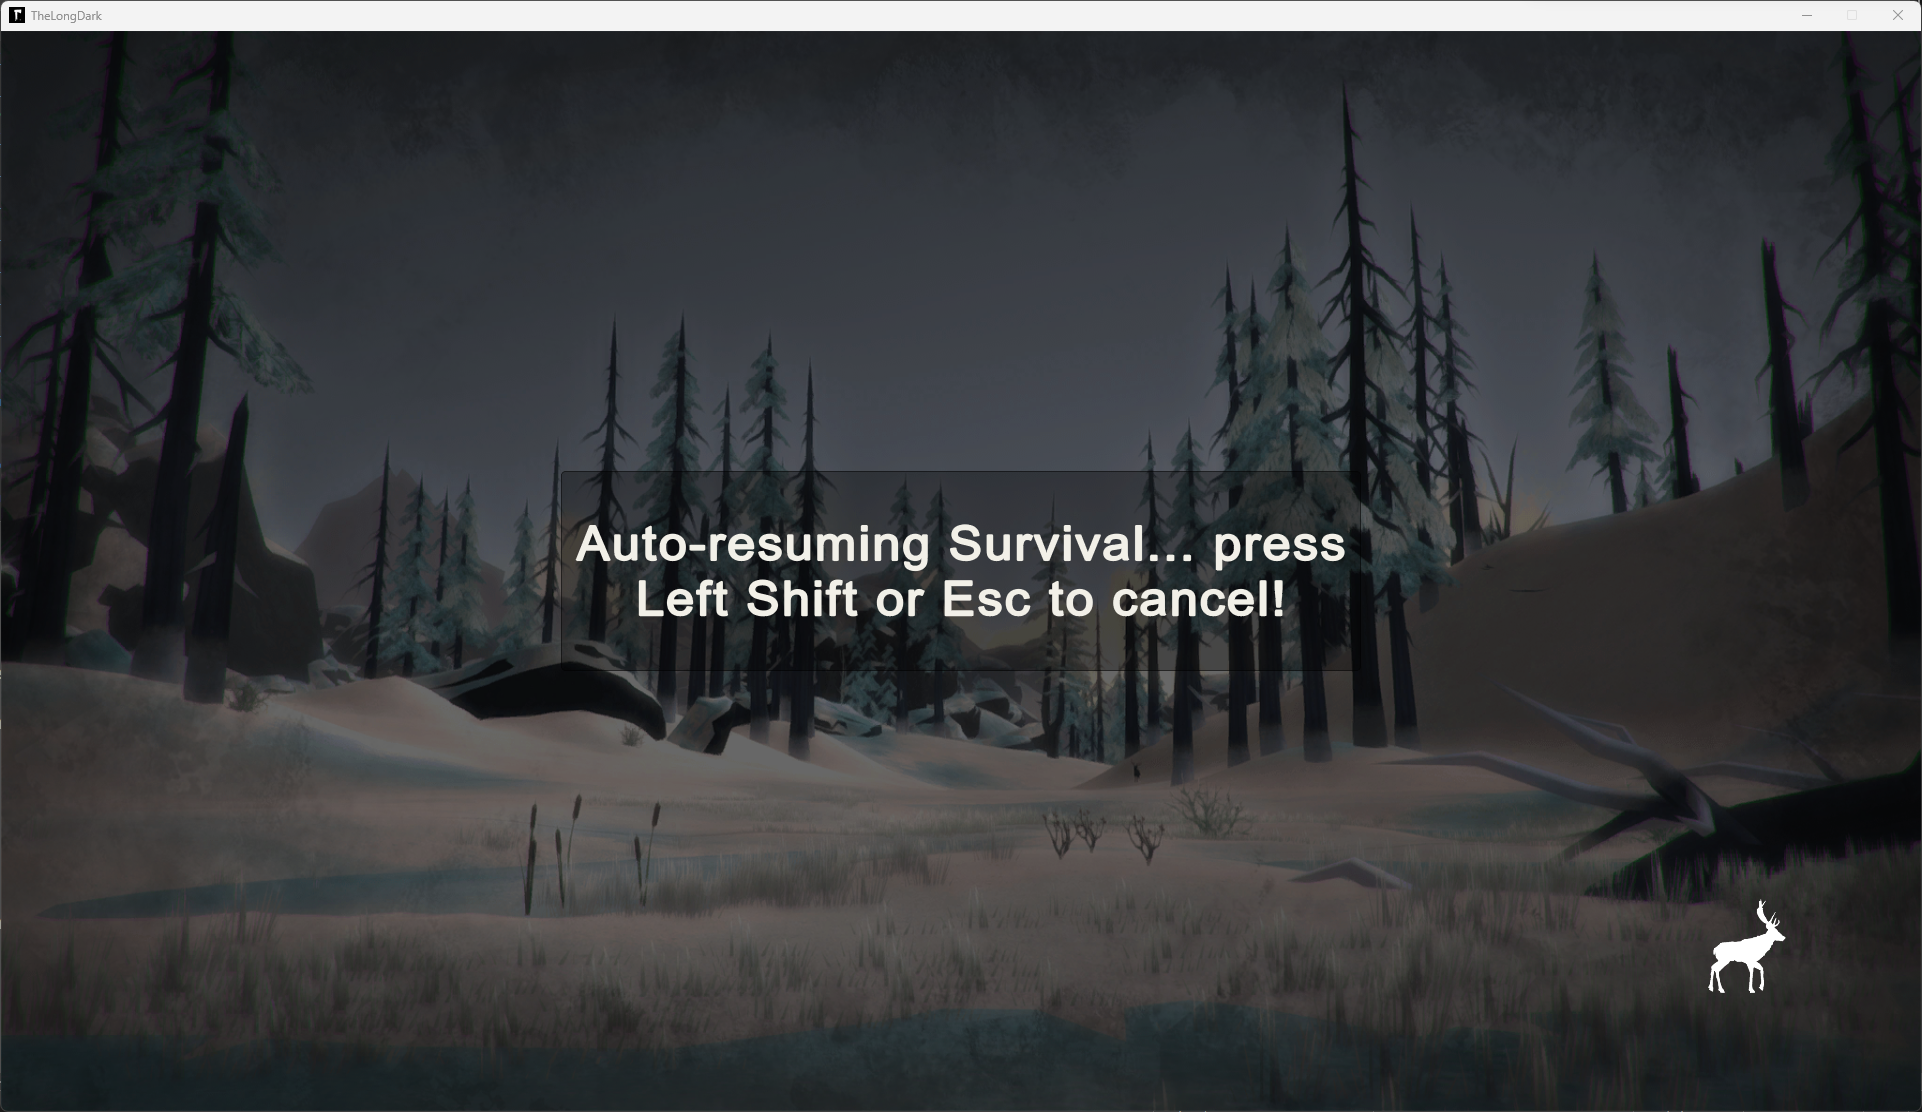 TheLongDark
Auto-resuming Survival... press
Left Shift or Esc to cancel!